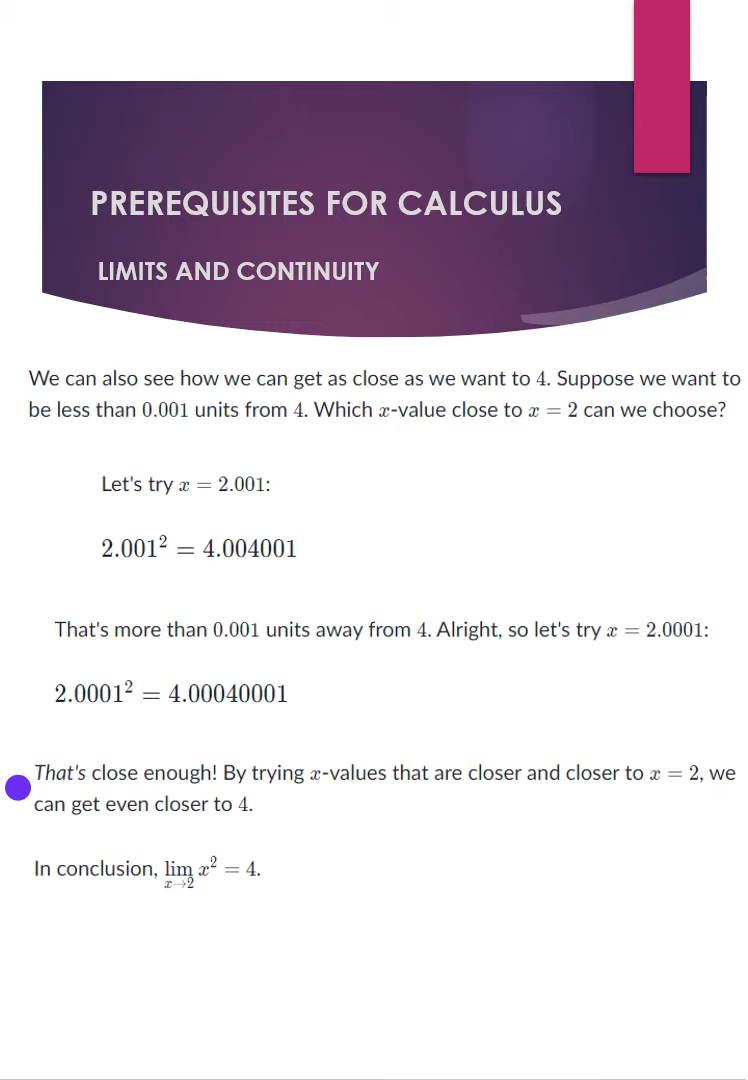 PREREQUISITES FOR CALCULUS
LIMITS AND CONTINUITY
We can also see how we can get as close as we want to 4. Suppose we want to
be less than 0.001 units from 4. Which x-value close to x = 2 can we choose?
Let's try x = 2.001:
2.001² = 4.004001
That's more than 0.001 units away from 4. Alright, so let's try x = 2.0001:
2.0001² = 4.00040001
That's close enough! By trying x-values that are closer and closer to x = 2, we
can get even closer to 4.
In conclusion, lim x² = 4.
x→2